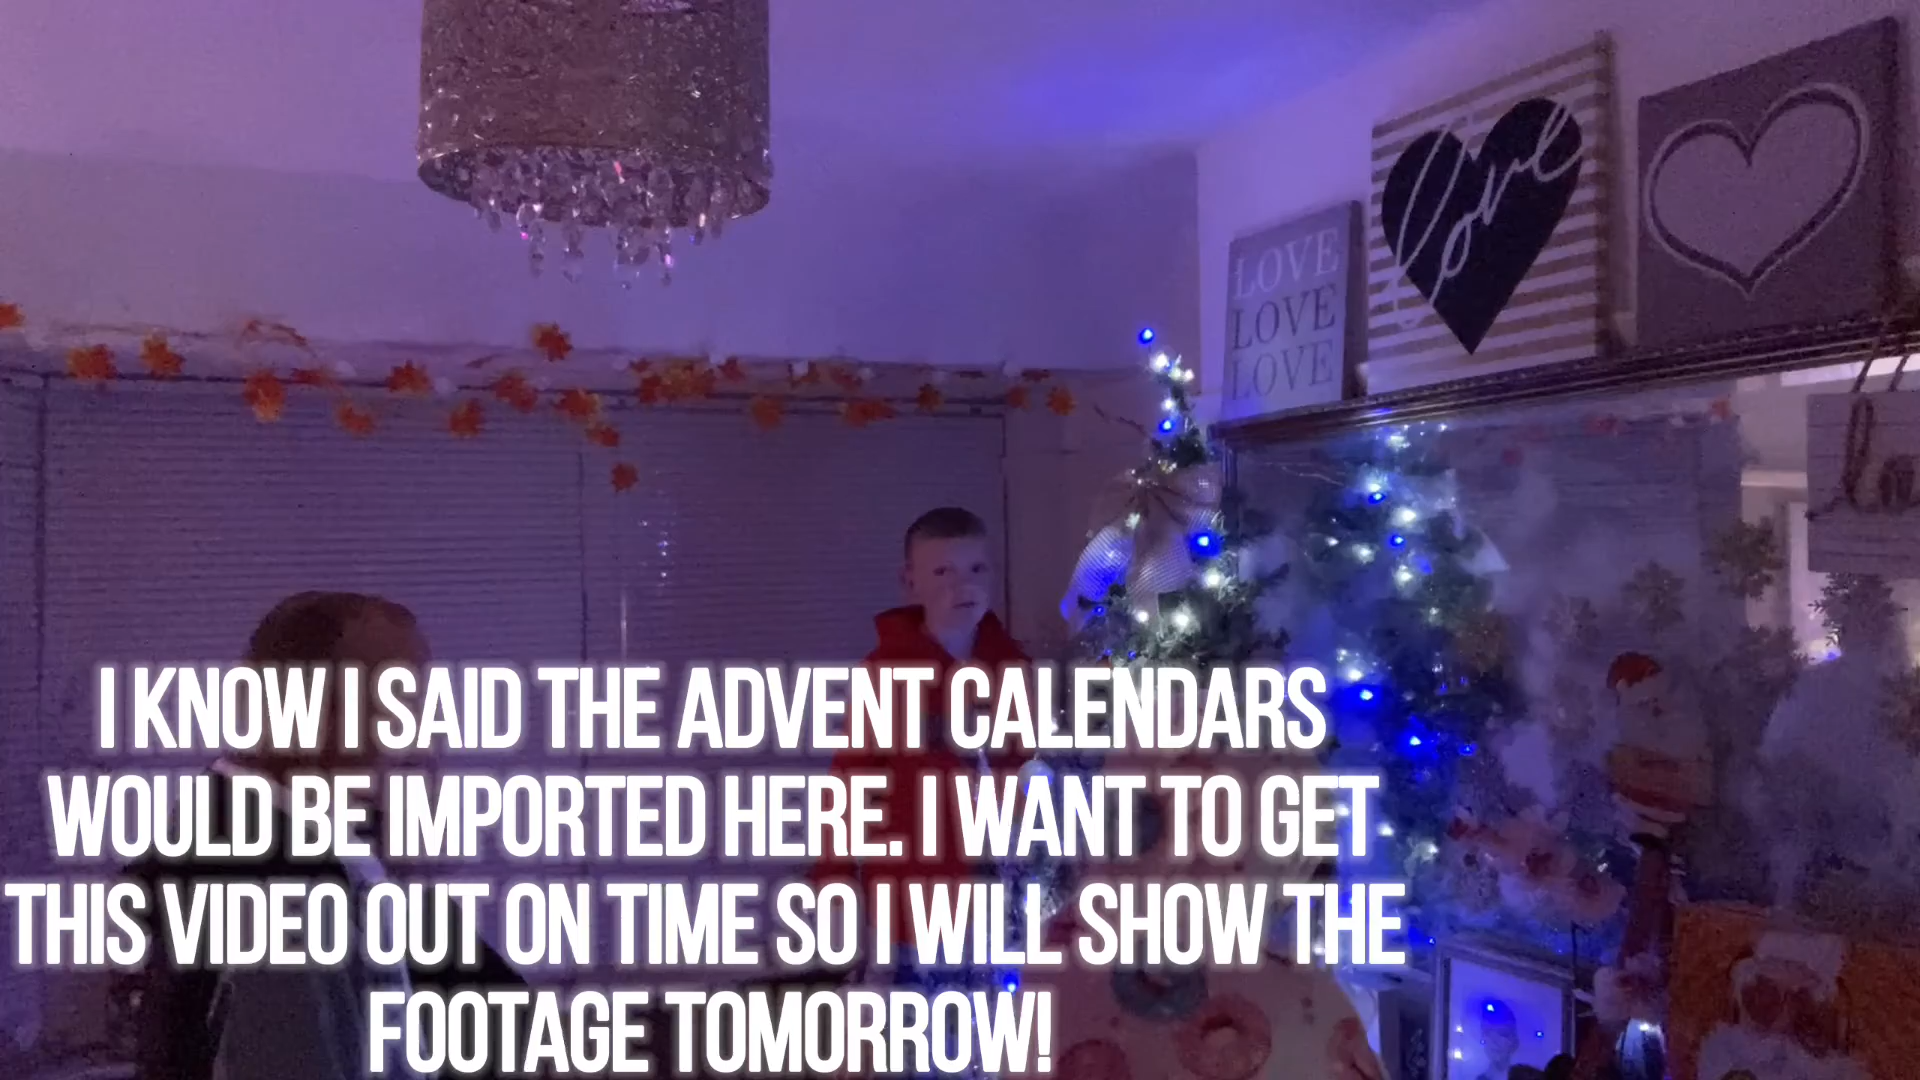 LOVE
LOVE
LOVE
love
I KNOW I SAID THE ADVENT CALENDARS
WOULD BE IMPORTED HERE. I WANT TO GET
THIS VIDEO OUT ON TIME SO I WILL SHOW THE
FOOTAGE TOMORROW!